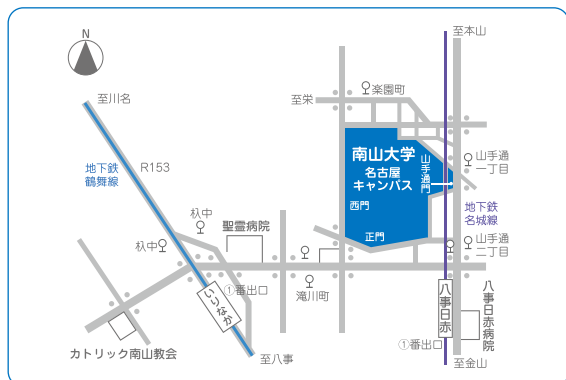 N
至本山
至川名
至栄
楽園町
地下鉄
鶴舞線
R153
南山大学
名古屋
キャンパス
山手通門
西門
正門
山手通
一丁目
地下鉄
名城線
山手通
二丁目
杁中
杁中
聖霊病院
滝川町
①番出口
いりなか
八事日赤
八事日赤病院
①番出口
カトリック南山教会
至八事
至金山